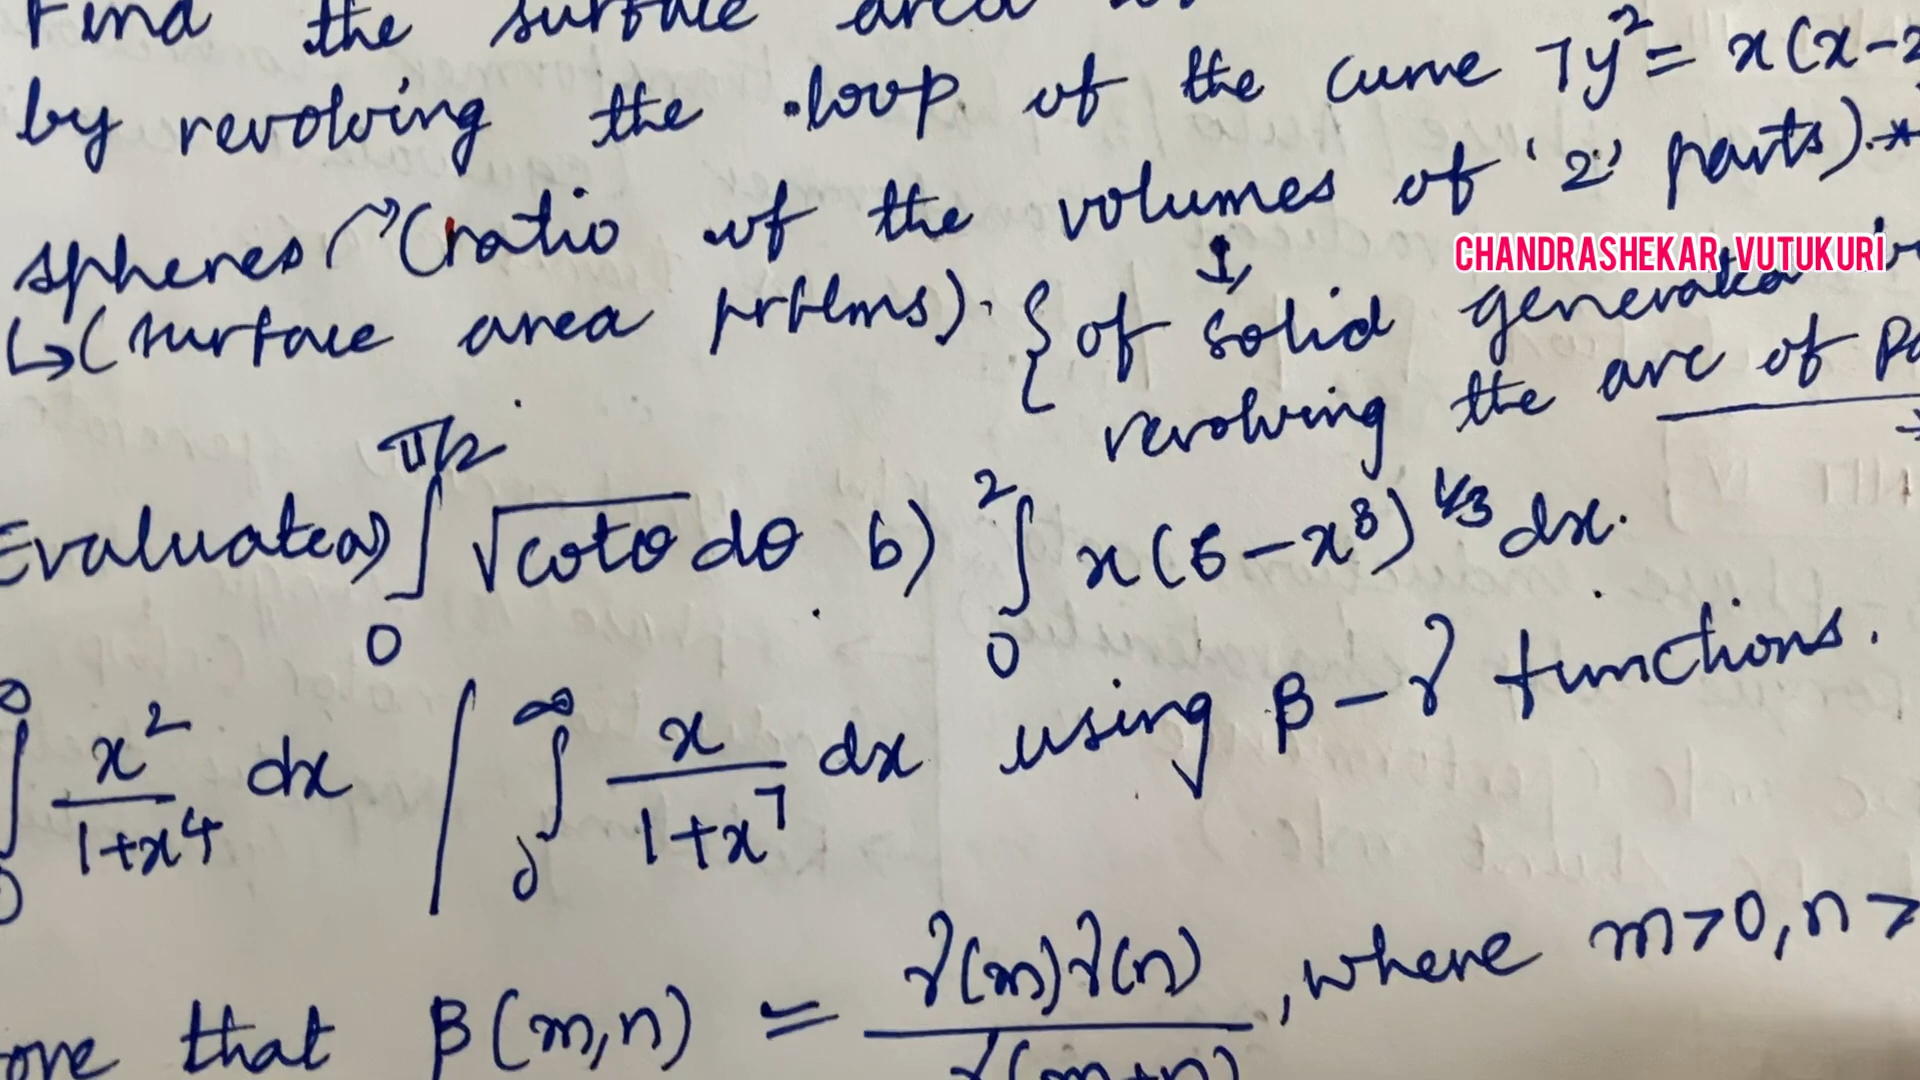 Find the surface area
by revolving the loop of the curve 7y² = x(x-
spheres (ratio of the volumes of '2' parts).*
CHANDRASHEKAR VUTUKURI
↳(surface area prblms). { of solid generated
revolving the arc of
Evaluate a) ∫₀^π/2 √cotθ dθ b) ∫₀^2 x(8-x³)^1/3 dx.
∫ x²/1+x⁴ dx / ∫₀^∞ x/1+x⁷ dx using β-γ functions.
that β(m,n) = γ(m)γ(n)/γ(m+n), where m>0, n>